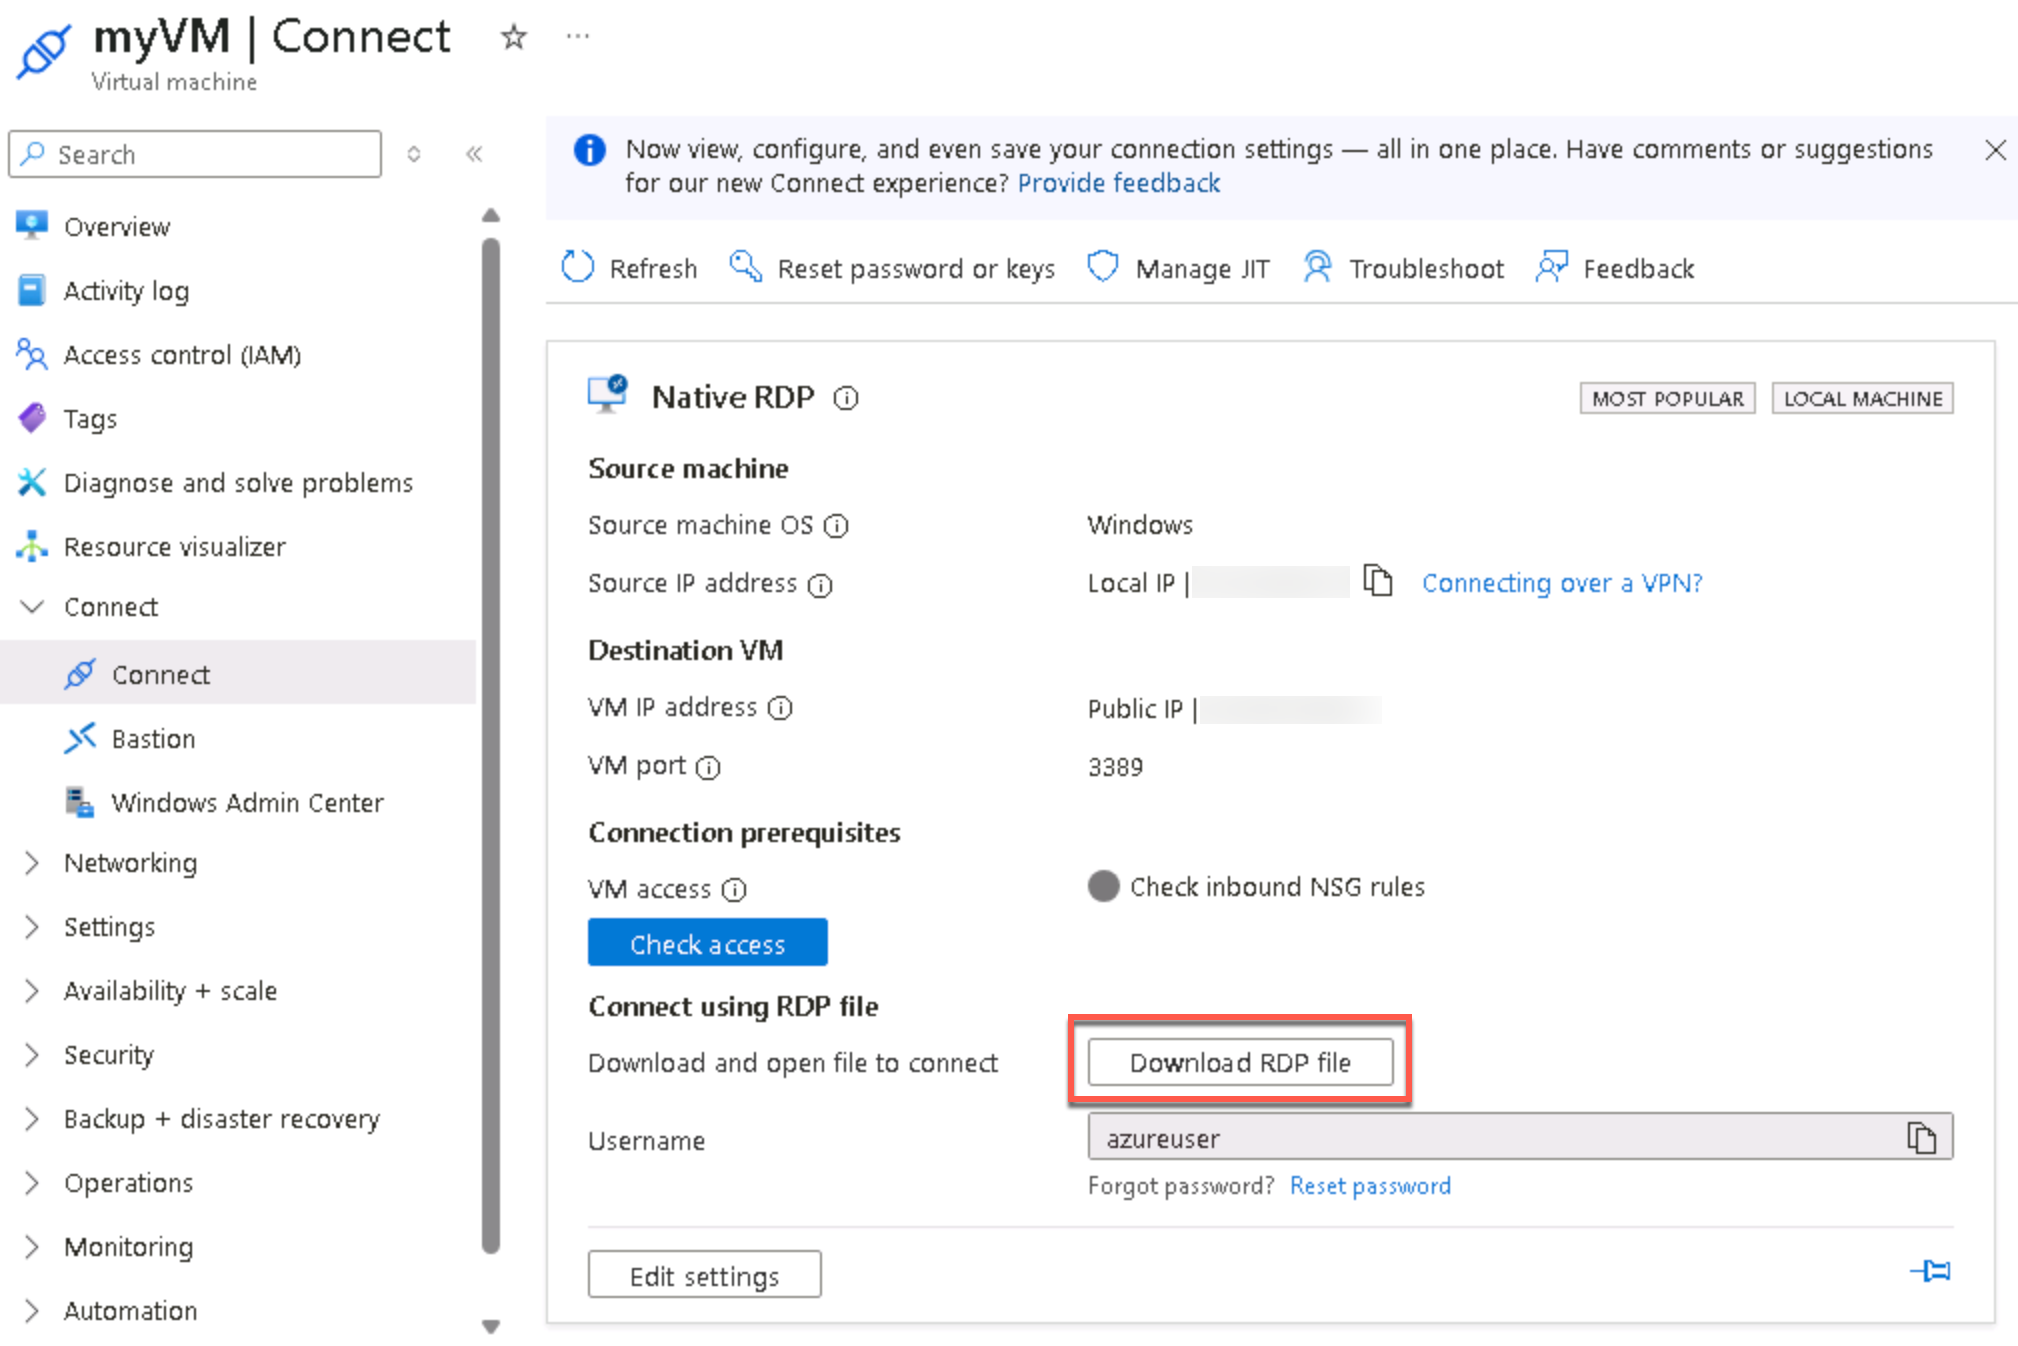 myVM | Connect
Virtual machine
Search
Overview
Activity log
Access control (IAM)
Tags
Diagnose and solve problems
Resource visualizer
Connect
Connect
Bastion
Windows Admin Center
Networking
Settings
Availability + scale
Security
Backup + disaster recovery
Operations
Monitoring
Automation
Now view, configure, and even save your connection settings — all in one place. Have comments or suggestions
for our new Connect experience? Provide feedback
Refresh Reset password or keys Manage JIT Troubleshoot Feedback
Native RDP MOST POPULAR LOCAL MACHINE
Source machine
Source machine OS Windows
Source IP address Local IP | Connecting over a VPN?
Destination VM
VM IP address Public IP |
VM port 3389
Connection prerequisites
VM access Check inbound NSG rules
Check access
Connect using RDP file
Download and open file to connect Download RDP file
Username azureuser
Forgot password? Reset password
Edit settings